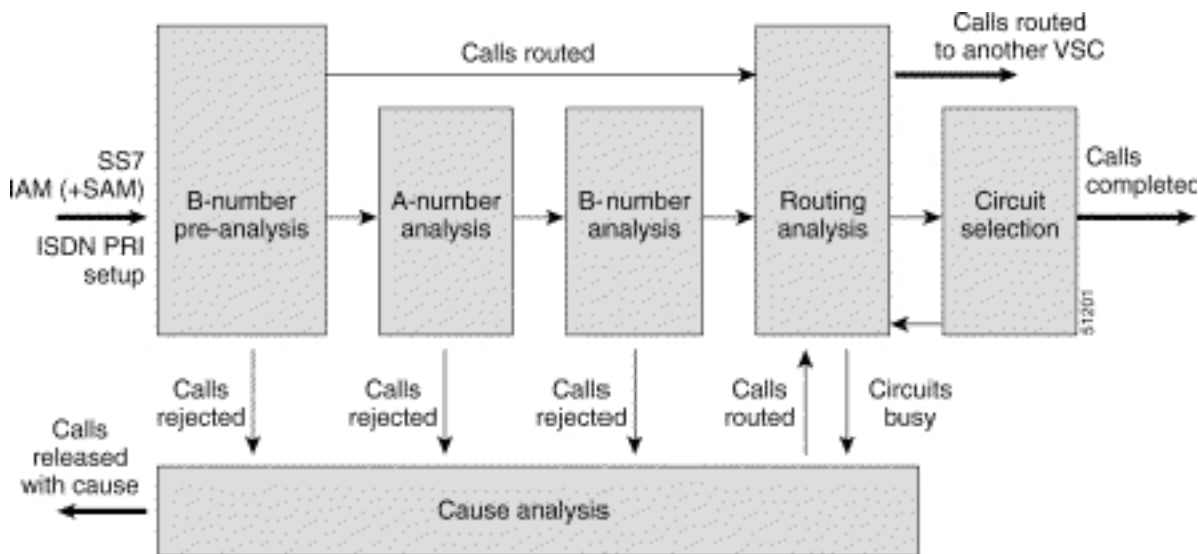 Calls routed
to another VSC
Calls routed
SS7
IAM (+SAM)
ISDN PRI
setup
B-number
pre-analysis
A-number
analysis
B-number
analysis
Routing
analysis
Circuit
selection
Calls
completed
51201
Calls
rejected
Calls
rejected
Calls
rejected
Calls
routed
Circuits
busy
Calls
released
with cause
Cause analysis